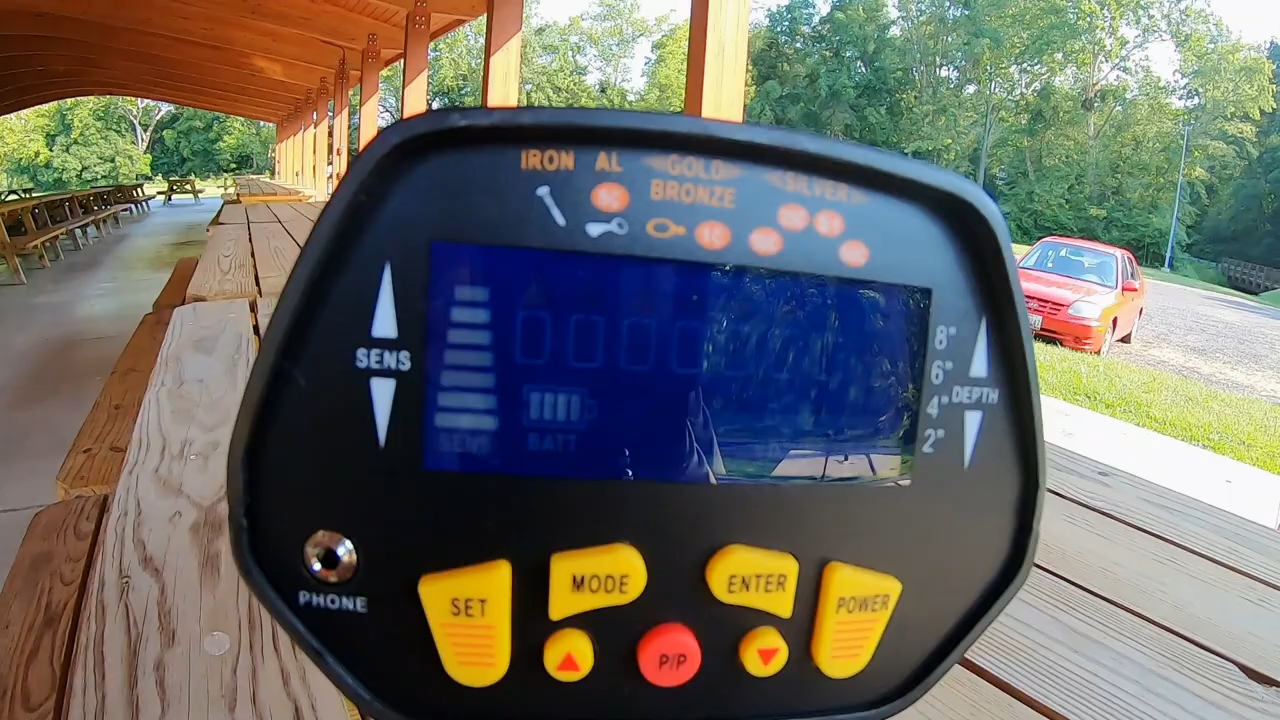 IRON AL GOLD SILVER
BRONZE
SENS
8"
6"
4"
2"
DEPTH
SENS
BATT
PHONE
SET
MODE
ENTER
POWER
P/P